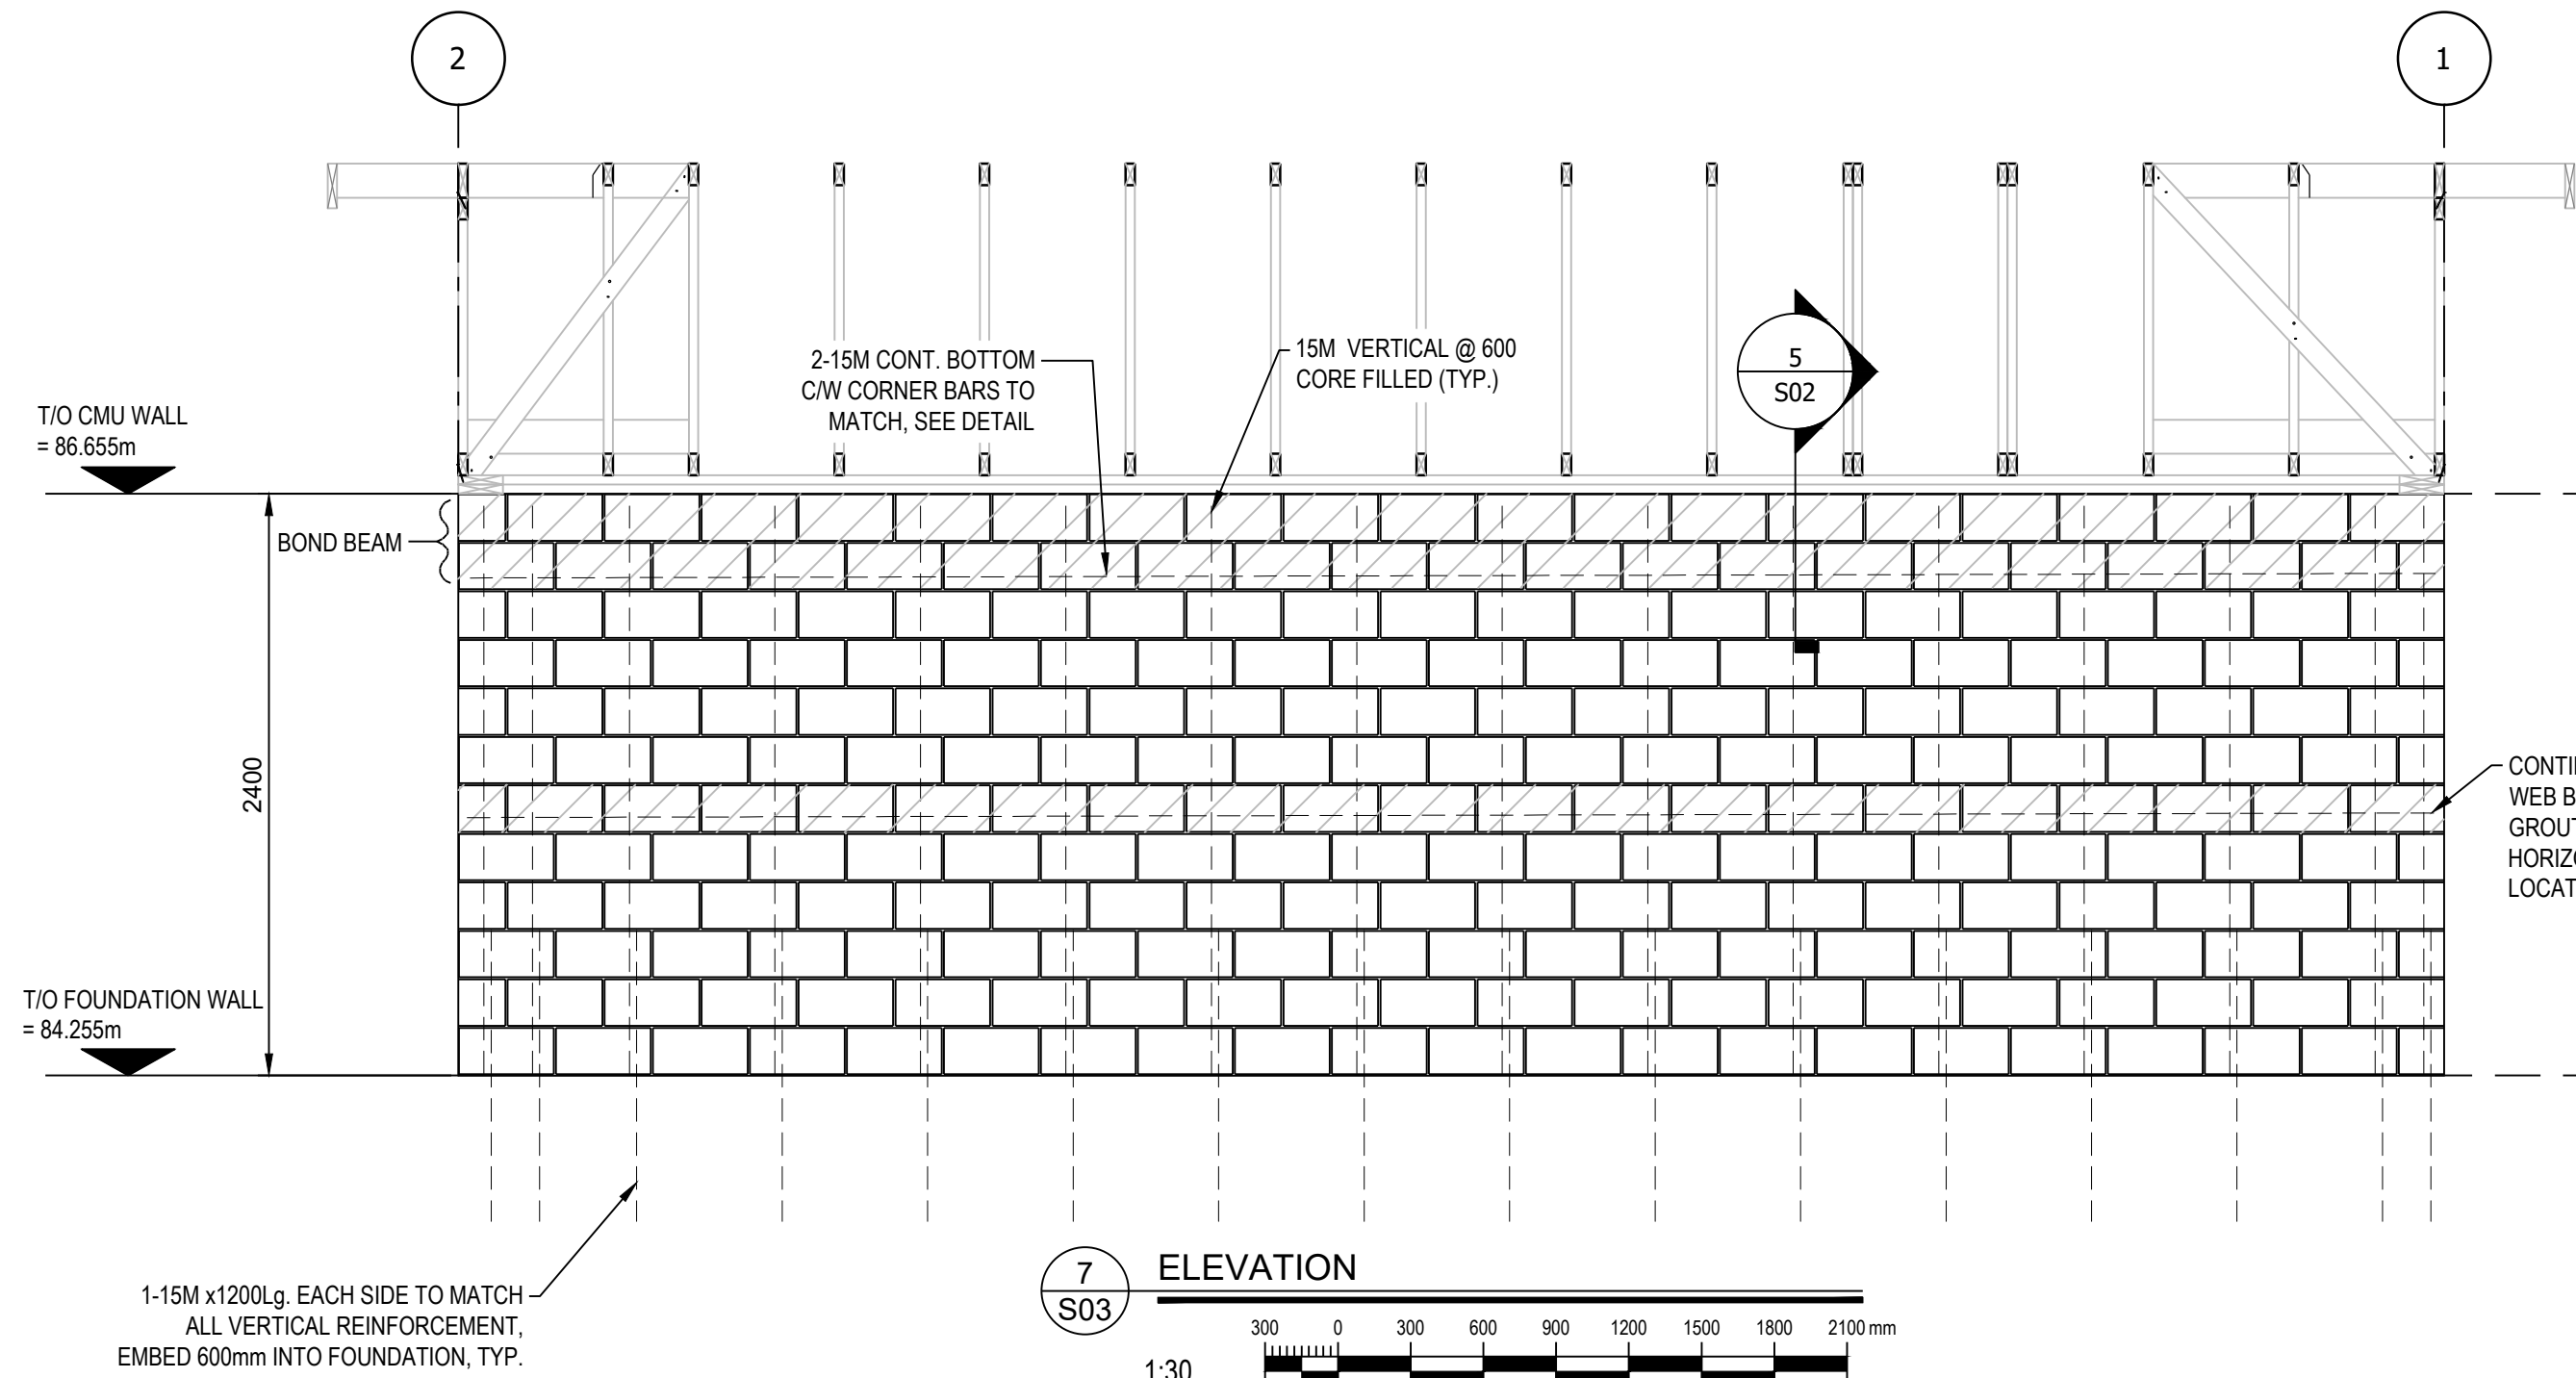 2
1
2-15M CONT. BOTTOM
C/W CORNER BARS TO
MATCH, SEE DETAIL
15M VERTICAL @ 600
CORE FILLED (TYP.)
5
S02
T/O CMU WALL
= 86.655m
BOND BEAM
2400
T/O FOUNDATION WALL
= 84.255m
WEB
1-15M x1200Lg. EACH SIDE TO MATCH
ALL VERTICAL REINFORCEMENT,
EMBED 600mm INTO FOUNDATION, TYP.
7
S03
ELEVATION
300 0 300 600 900 1200 1500 1800 2100 mm
1:30